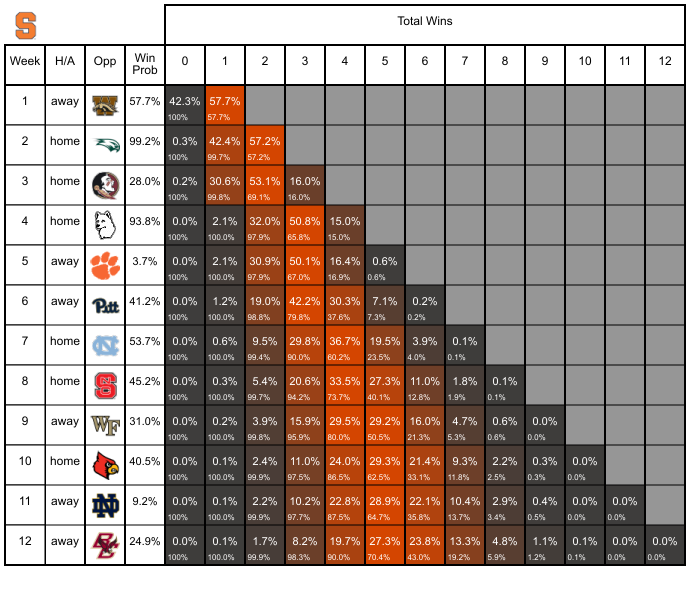 S
Total Wins
Week H/A Opp Win Prob 0 1 2 3 4 5 6 7 8 9 10 11 12
1 away W 57.7% 42.3% 57.7%
100% 57.7%
2 home 99.2% 0.3% 42.4% 57.2%
100% 99.7% 57.2%
3 home 28.0% 0.2% 30.6% 53.1% 16.0%
100% 99.8% 69.1% 16.0%
4 home 93.8% 0.0% 2.1% 32.0% 50.8% 15.0%
100% 100.0% 97.9% 65.8% 15.0%
5 away 3.7% 0.0% 2.1% 30.9% 50.1% 16.4% 0.6%
100% 100.0% 97.9% 67.0% 16.9% 0.6%
6 away Pitt 41.2% 0.0% 1.2% 19.0% 42.2% 30.3% 7.1% 0.2%
100% 100.0% 98.8% 79.8% 37.6% 7.3% 0.2%
7 home NC 53.7% 0.0% 0.6% 9.5% 29.8% 36.7% 19.5% 3.9% 0.1%
100% 100.0% 99.4% 90.0% 60.2% 23.5% 4.0% 0.1%
8 home S 45.2% 0.0% 0.3% 5.4% 20.6% 33.5% 27.3% 11.0% 1.8% 0.1%
100% 100.0% 99.7% 94.2% 73.7% 40.1% 12.8% 1.9% 0.1%
9 away WF 31.0% 0.0% 0.2% 3.9% 15.9% 29.5% 29.2% 16.0% 4.7% 0.6% 0.0%
100% 100.0% 99.8% 95.9% 80.0% 50.5% 21.3% 5.3% 0.6% 0.0%
10 home 40.5% 0.0% 0.1% 2.4% 11.0% 24.0% 29.3% 21.4% 9.3% 2.2% 0.3% 0.0%
100% 100.0% 99.9% 97.5% 86.5% 62.5% 33.1% 11.8% 2.5% 0.3% 0.0%
11 away ND 9.2% 0.0% 0.1% 2.2% 10.2% 22.8% 28.9% 22.1% 10.4% 2.9% 0.4% 0.0% 0.0%
100% 100.0% 99.9% 97.7% 87.5% 64.7% 35.8% 13.7% 3.4% 0.5% 0.0% 0.0%
12 away BC 24.9% 0.0% 0.1% 1.7% 8.2% 19.7% 27.3% 23.8% 13.3% 4.8% 1.1% 0.1% 0.0% 0.0%
100% 100.0% 99.9% 98.3% 90.0% 70.4% 43.0% 19.2% 5.9% 1.2% 0.1% 0.0% 0.0%